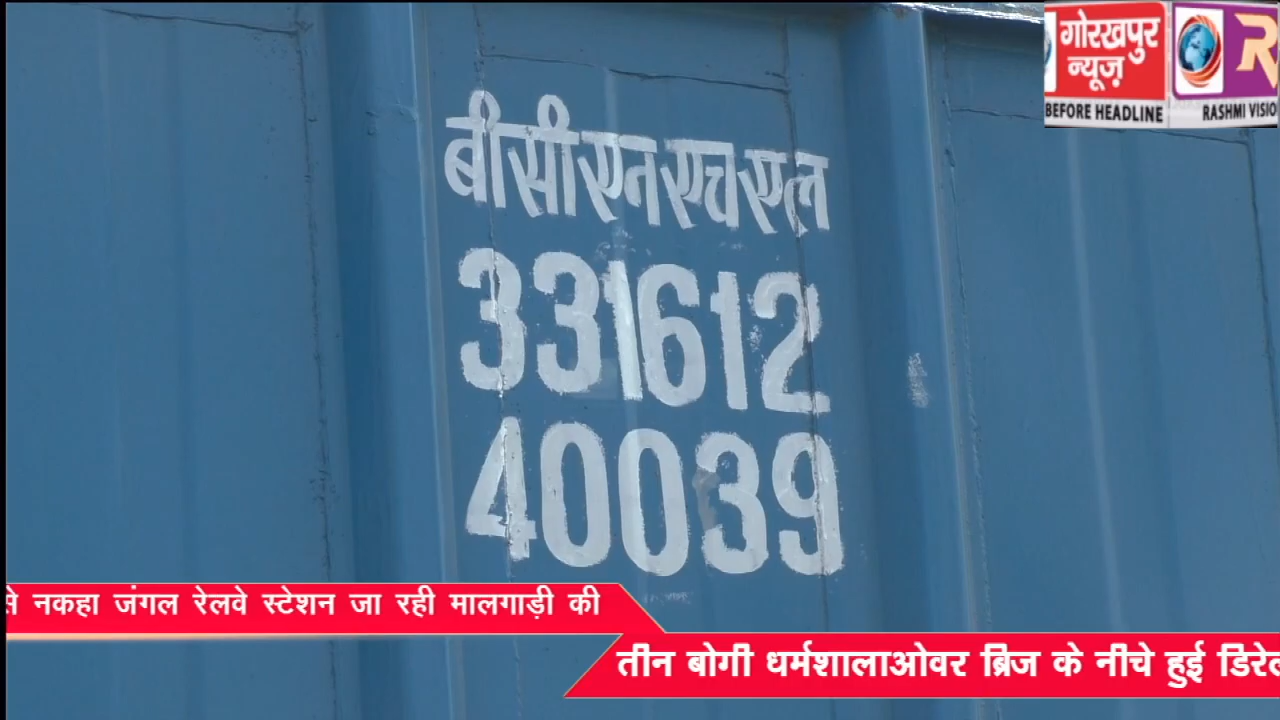 गोरखपुर
न्यूज़
R
BEFORE HEADLINE
RASHMI VISIO
बीसीएनएचएल
331612
40039
से नकहा जंगल रेलवे स्टेशन जा रही मालगाड़ी की
तीन बोगी धर्मशालाओवर ब्रिज के नीचे हुई डिरेल